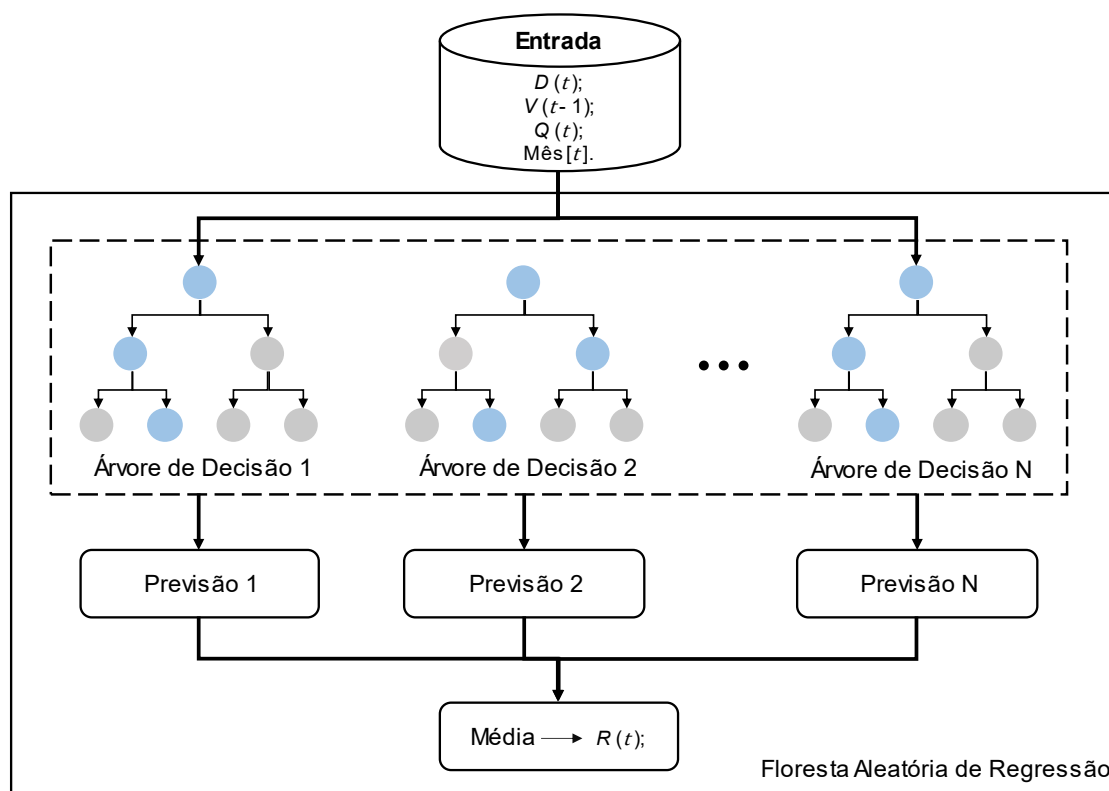 Entrada
D (t);
V (t- 1);
Q (t);
Mês [t].
Árvore de Decisão 1
Árvore de Decisão 2
Árvore de Decisão N
Previsão 1
Previsão 2
Previsão N
Média → R (t);
Floresta Aleatória de Regressão